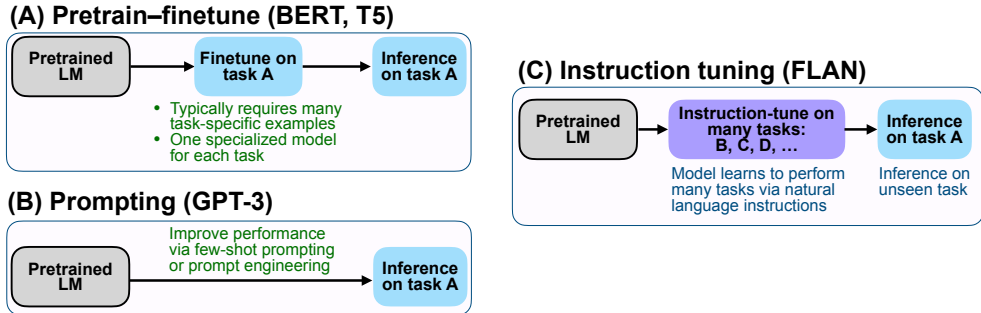 (A) Pretrain–finetune (BERT, T5)
Pretrained
LM
Finetune on
task A
Inference
on task A
• Typically requires many
task-specific examples
• One specialized model
for each task
(B) Prompting (GPT-3)
Pretrained
LM
Improve performance
via few-shot prompting
or prompt engineering
Inference
on task A
(C) Instruction tuning (FLAN)
Pretrained
LM
Instruction-tune on
many tasks:
B, C, D, …
Inference
on task A
Model learns to perform
many tasks via natural
language instructions
Inference on
unseen task